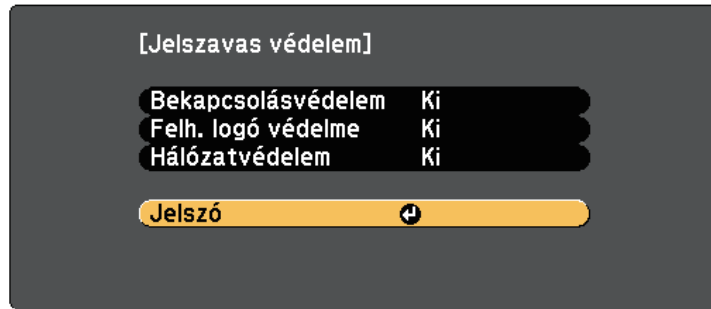 [Jelszavas védelem]
Bekapcsolásvédelem Ki
Felh. logó védelme Ki
Hálózatvédelem Ki
Jelszó